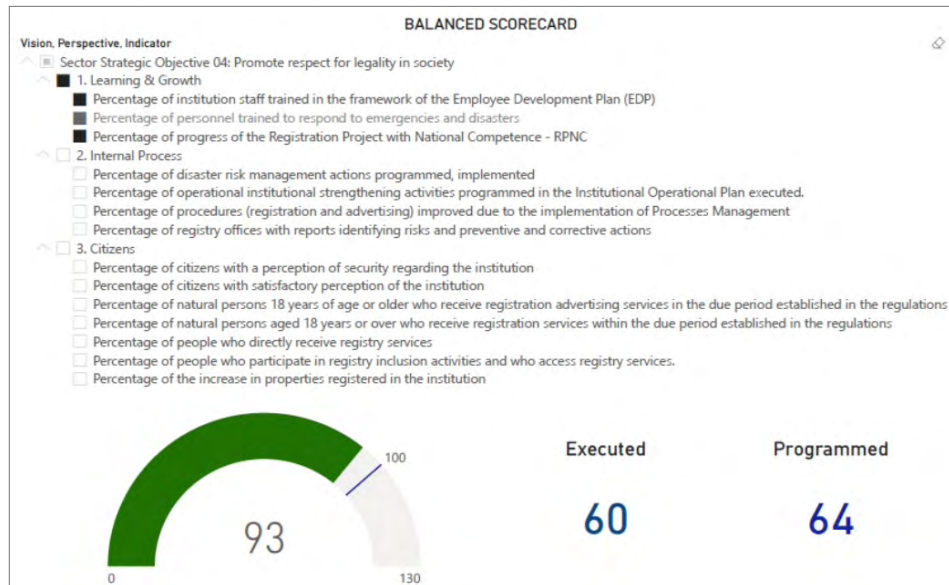 BALANCED SCORECARD
Vision, Perspective, Indicator
Sector Strategic Objective 04: Promote respect for legality in society
1. Learning & Growth
Percentage of institution staff trained in the framework of the Employee Development Plan (EDP)
Percentage of personnel trained to respond to emergencies and disasters
Percentage of progress of the Registration Project with National Competence - RPNC
2. Internal Process
Percentage of disaster risk management actions programmed, implemented
Percentage of operational institutional strengthening activities programmed in the Institutional Operational Plan executed.
Percentage of procedures (registration and advertising) improved due to the implementation of Processes Management
Percentage of registry offices with reports identifying risks and preventive and corrective actions
3. Citizens
Percentage of citizens with a perception of security regarding the institution
Percentage of citizens with satisfactory perception of the institution
Percentage of natural persons 18 years of age or older who receive registration advertising services in the due period established in the regulations
Percentage of natural persons aged 18 years or over who receive registration services within the due period established in the regulations
Percentage of people who directly receive registry services
Percentage of people who participate in registry inclusion activities and who access registry services.
Percentage of the increase in properties registered in the institution
100
93
0
130
Executed
60
Programmed
64